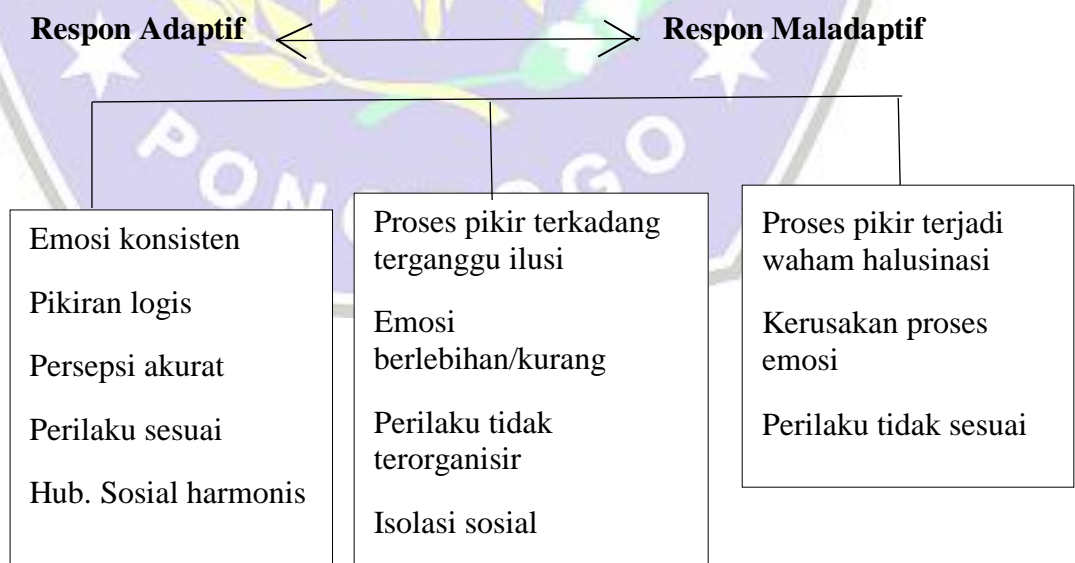 Respon Adaptif
Respon Maladaptif
PONOROGO
Emosi konsisten
Pikiran logis
Persepsi akurat
Perilaku sesuai
Hub. Sosial harmonis
Proses pikir terkadang
terganggu ilusi
Emosi
berlebihan/kurang
Perilaku tidak
terorganisir
Isolasi sosial
Proses pikir terjadi
waham halusinasi
Kerusakan proses
emosi
Perilaku tidak sesuai